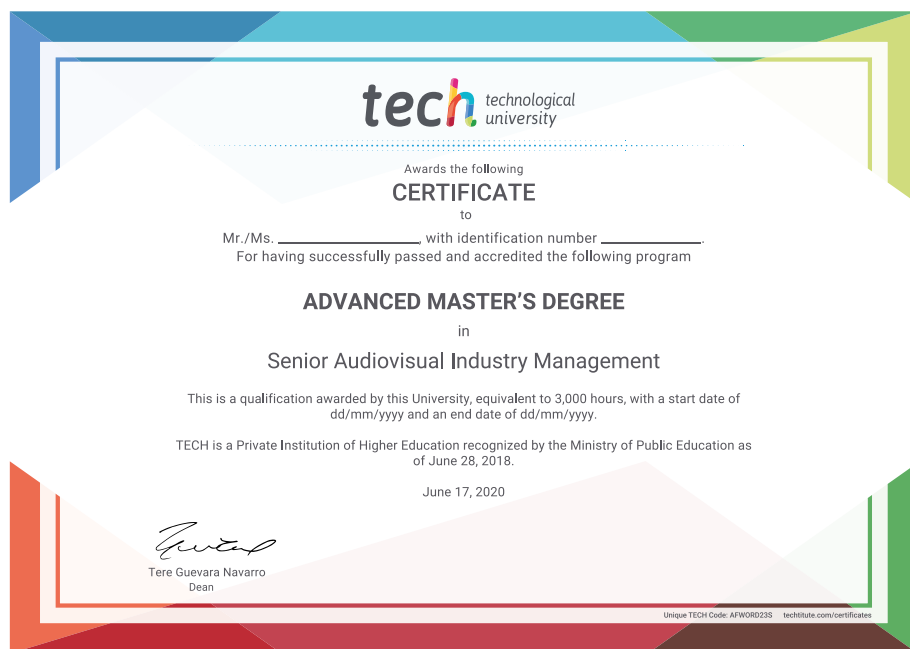 tech technological
university
Awards the following
CERTIFICATE
to
Mr./Ms. ____________________, with identification number ______________.
For having successfully passed and accredited the following program
ADVANCED MASTER’S DEGREE
in
Senior Audiovisual Industry Management
This is a qualification awarded by this University, equivalent to 3,000 hours, with a start date of
dd/mm/yyyy and an end date of dd/mm/yyyy.
TECH is a Private Institution of Higher Education recognized by the Ministry of Public Education as
of June 28, 2018.
June 17, 2020
Tere Guevara Navarro
Dean
Unique TECH Code: AFWORD23S techtitute.com/certificates